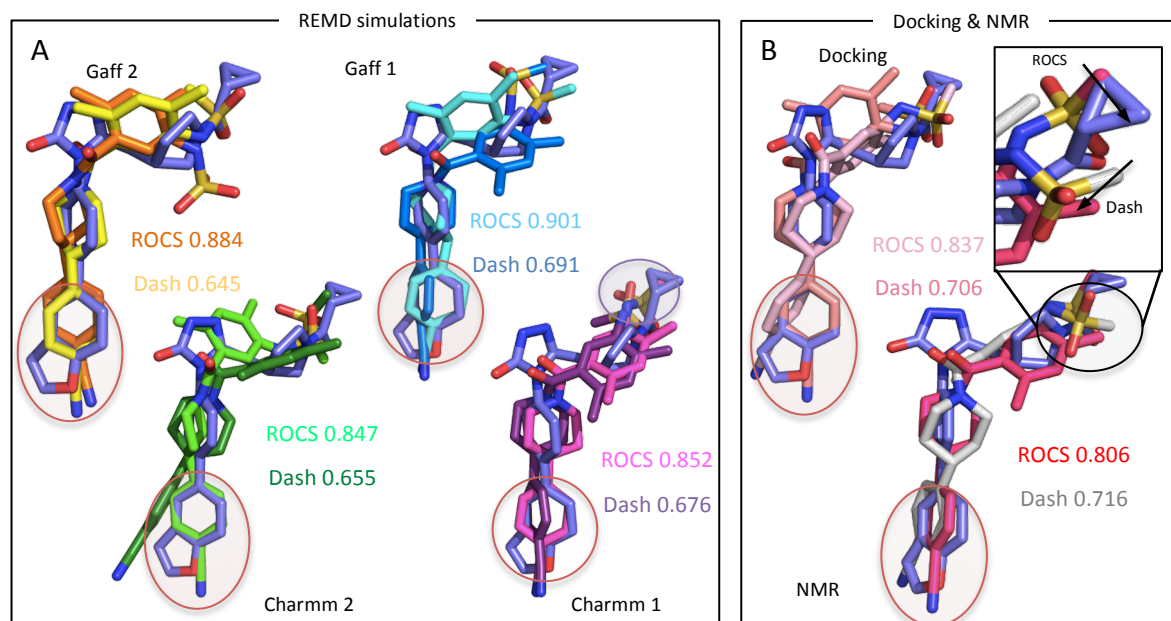 REMD simulations
Docking & NMR
A
Gaff 2
Gaff 1
ROCS 0.884
Dash 0.645
ROCS 0.901
Dash 0.691
ROCS 0.847
Dash 0.655
ROCS 0.852
Dash 0.676
Charmm 2
Charmm 1
B
Docking
ROCS
Dash
ROCS 0.837
Dash 0.706
ROCS 0.806
Dash 0.716
NMR